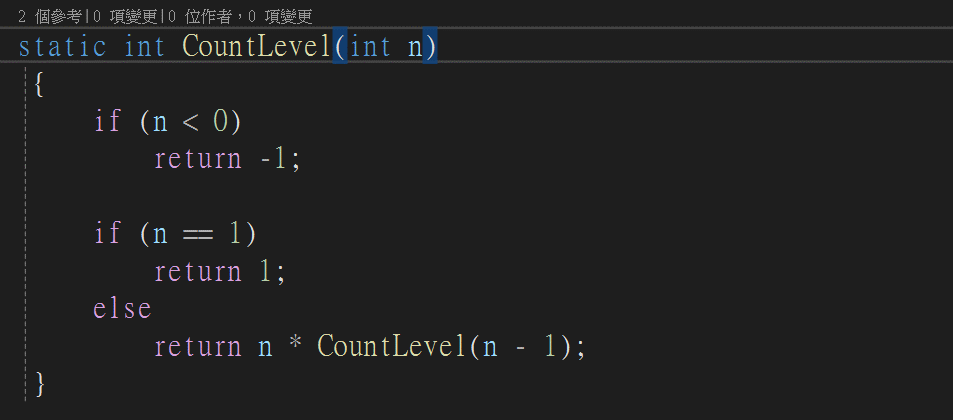 2 個參考|0 項變更|0 位作者，0 項變更
static int CountLevel(int n)
{
if (n < 0)
return -1;
if (n == 1)
return 1;
else
return n * CountLevel(n - 1);
}